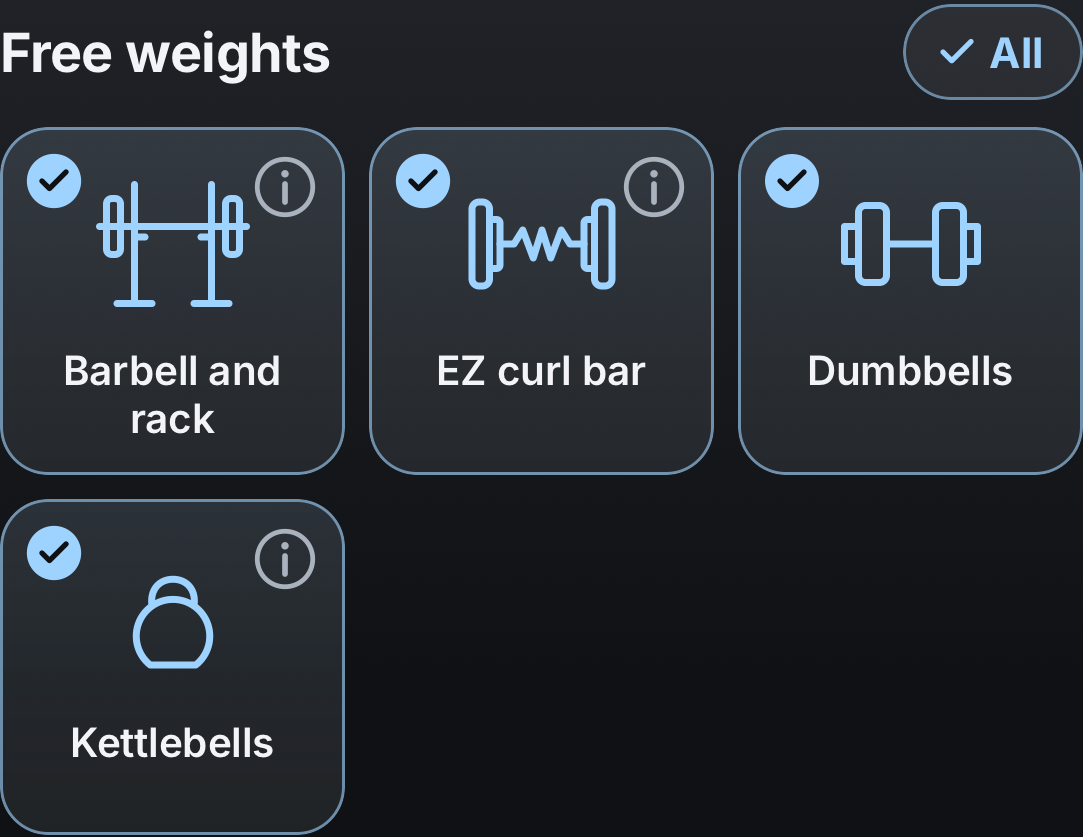 Free weights
All
Barbell and
rack
EZ curl bar
Dumbbells
Kettlebells